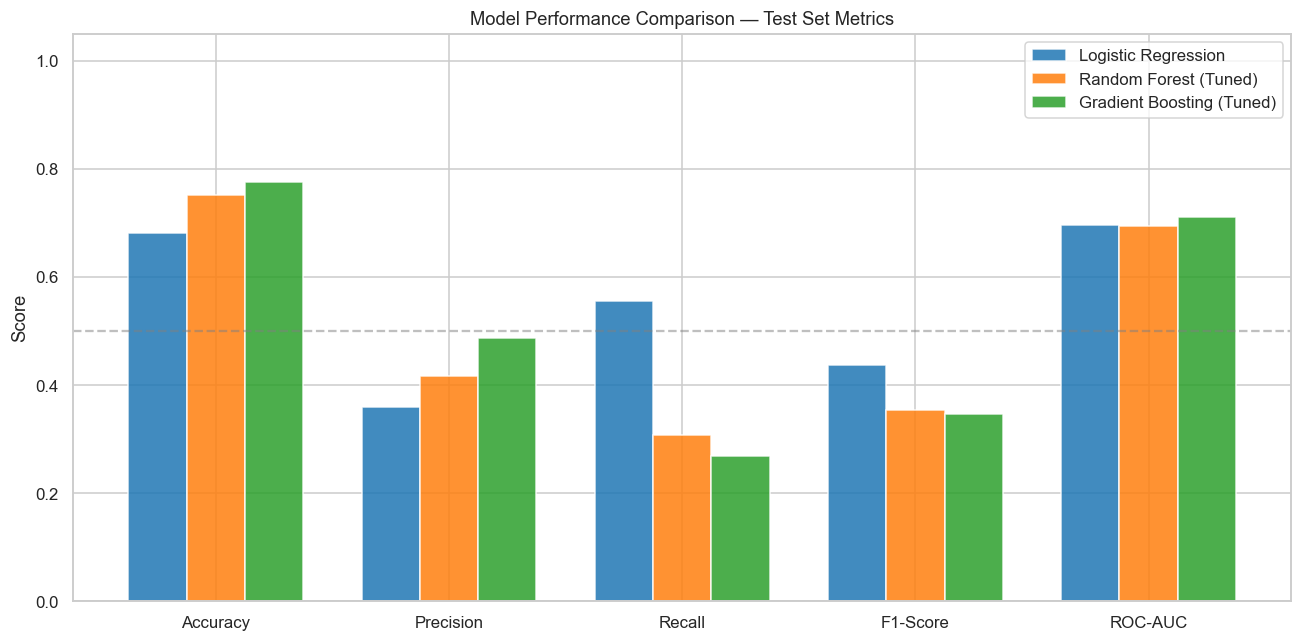 Model Performance Comparison — Test Set Metrics
Logistic Regression
Random Forest (Tuned)
Gradient Boosting (Tuned)
Score
1.0
0.8
0.6
0.4
0.2
0.0
Accuracy
Precision
Recall
F1-Score
ROC-AUC